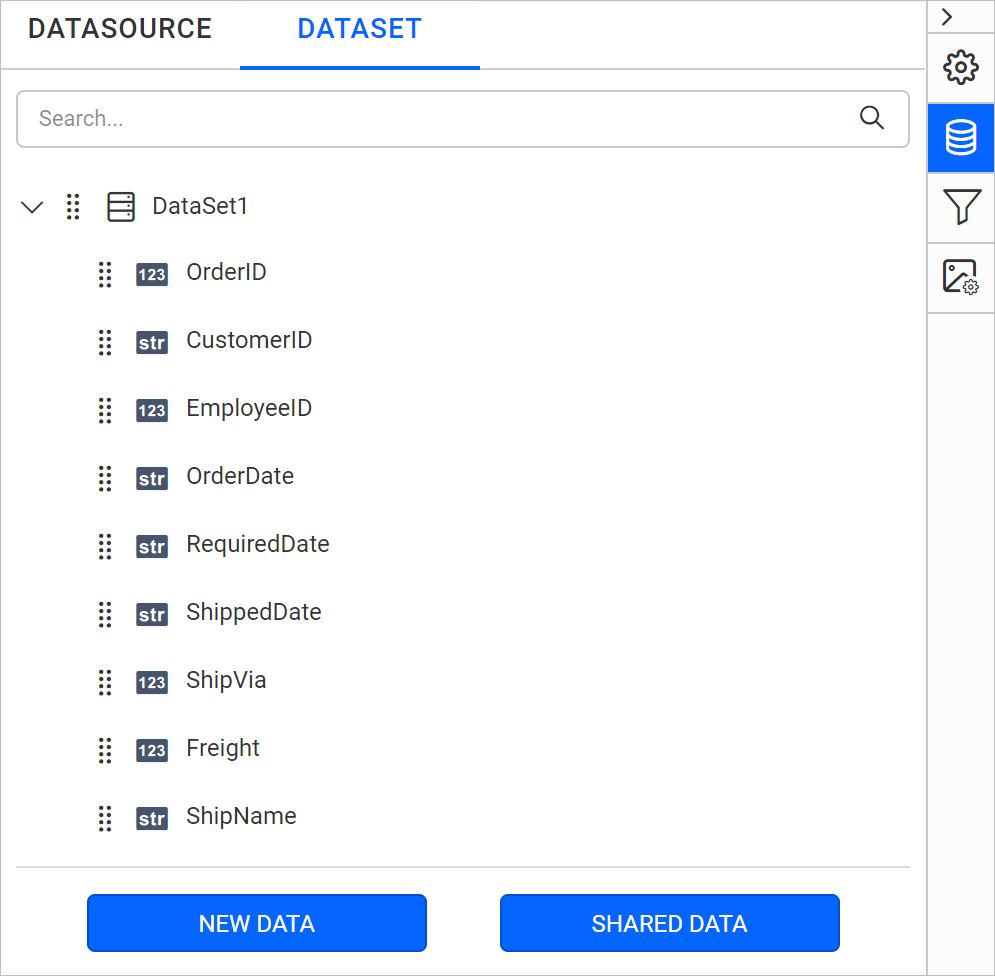 DATASOURCE DATASET
Search...
DataSet1
123 OrderID
str CustomerID
123 EmployeeID
str OrderDate
str RequiredDate
str ShippedDate
123 ShipVia
123 Freight
str ShipName
NEW DATA SHARED DATA